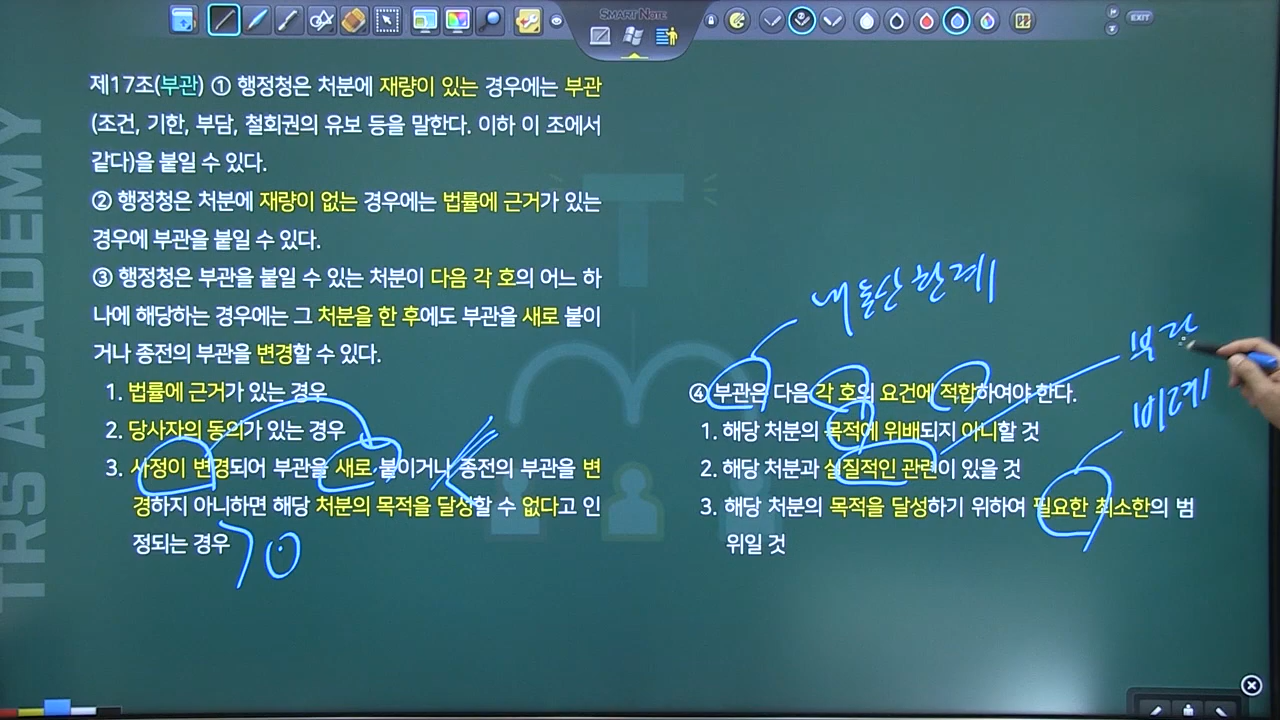 SMART NOTE
EXIT
TRS ACADEMY
제17조(부관) ① 행정청은 처분에 재량이 있는 경우에는 부관
(조건, 기한, 부담, 철회권의 유보 등을 말한다. 이하 이 조에서
같다)을 붙일 수 있다.
② 행정청은 처분에 재량이 없는 경우에는 법률에 근거가 있는
경우에 부관을 붙일 수 있다.
③ 행정청은 부관을 붙일 수 있는 처분이 다음 각 호의 어느 하
나에 해당하는 경우에는 그 처분을 한 후에도 부관을 새로 붙이
거나 종전의 부관을 변경할 수 있다.
1. 법률에 근거가 있는 경우
2. 당사자의 동의가 있는 경우
3. 사정이 변경되어 부관을 새로 붙이거나 종전의 부관을 변
경하지 아니하면 해당 처분의 목적을 달성할 수 없다고 인
정되는 경우
④ 부관은 다음 각 호의 요건에 적합하여야 한다.
1. 해당 처분의 목적에 위배되지 아니할 것
2. 해당 처분과 실질적인 관련이 있을 것
3. 해당 처분의 목적을 달성하기 위하여 필요한 최소한의 범
위일 것
한계
부관
비례